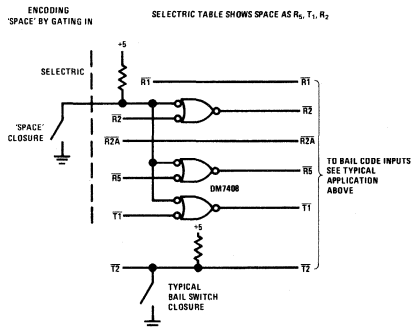 ENCODING
'SPACE' BY GATING IN
SELECTRIC TABLE SHOWS SPACE AS R5, T1, R2
+5
SELECTRIC
R1
R1
R2
R2
'SPACE'
CLOSURE
R2A
R2A
R5
R5
DM7408
TO BAIL CODE INPUTS
SEE TYPICAL
APPLICATION
ABOVE
T1
T1
+5
T2
T2
TYPICAL
BAIL SWITCH
CLOSURE